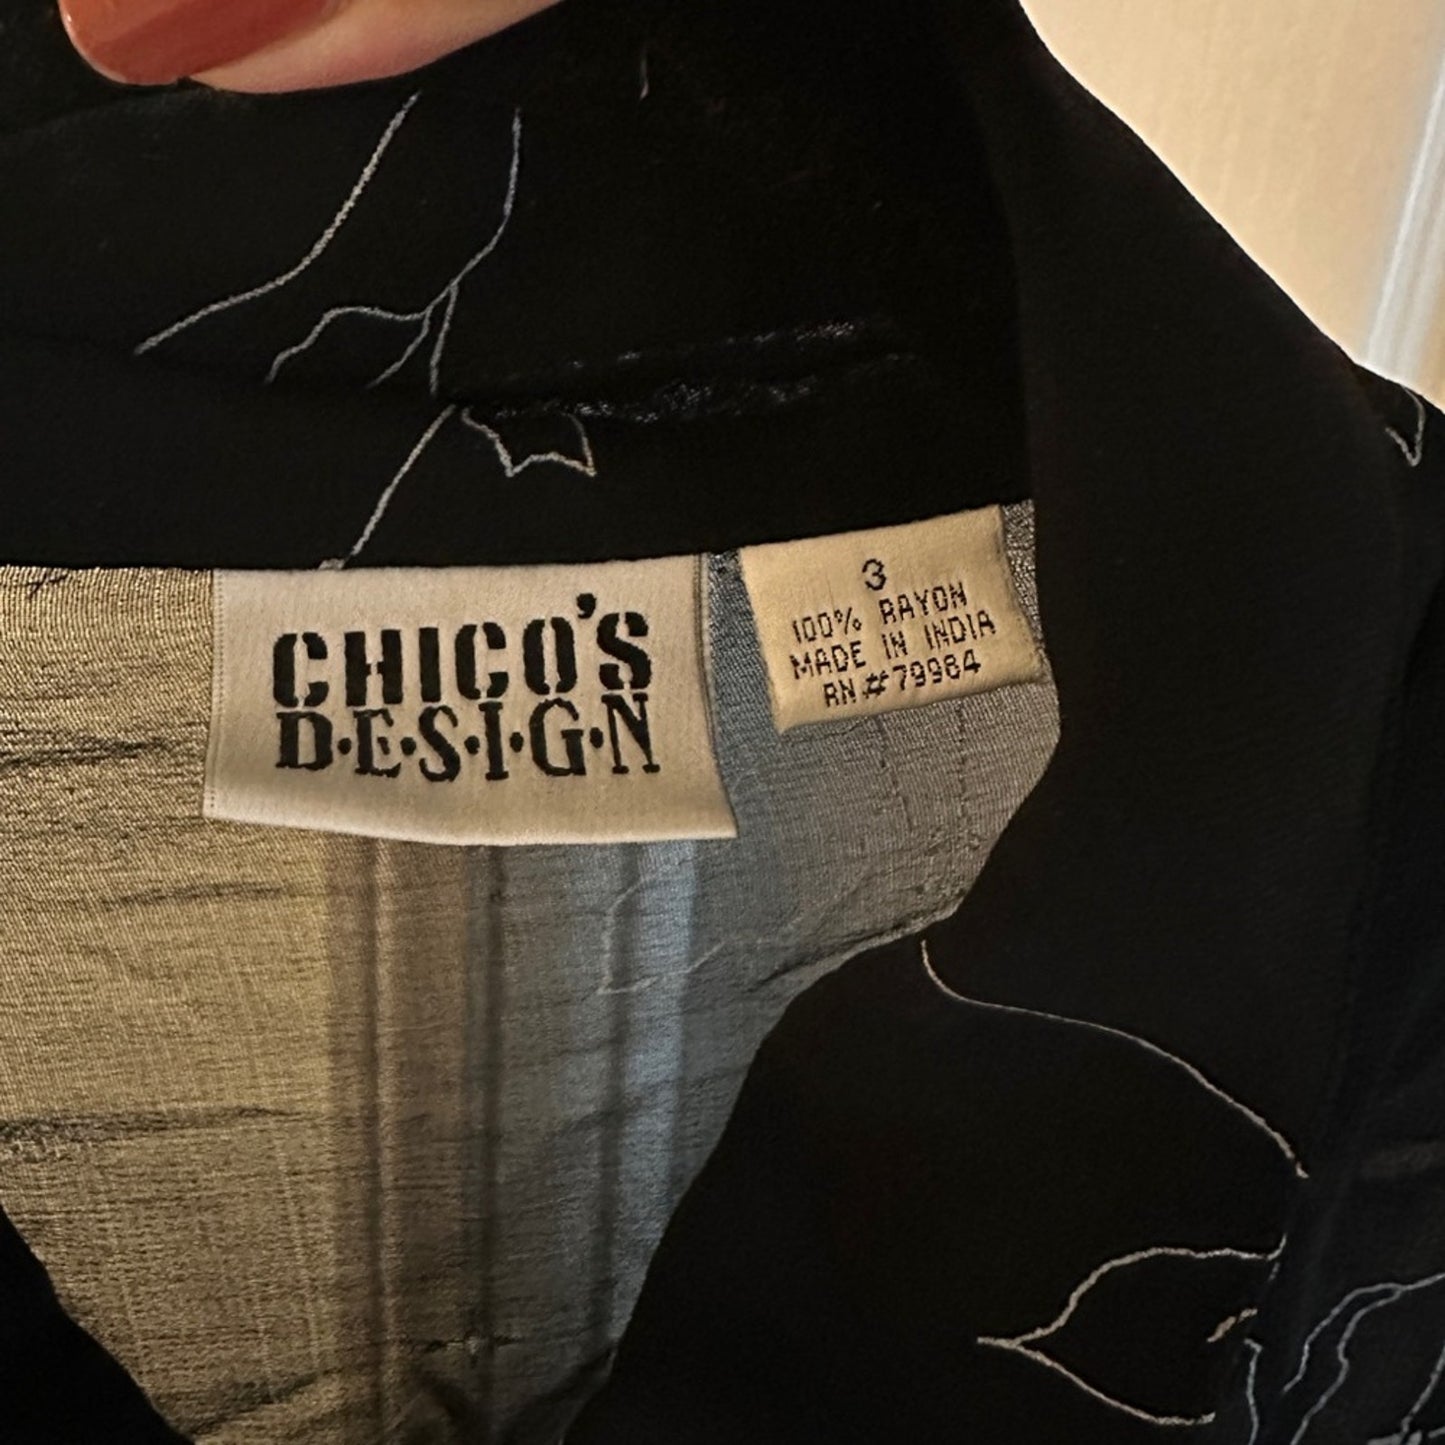 CHICO'S
D·E·S·I·G·N
3
100% RAYON
MADE IN INDIA
RN#79984